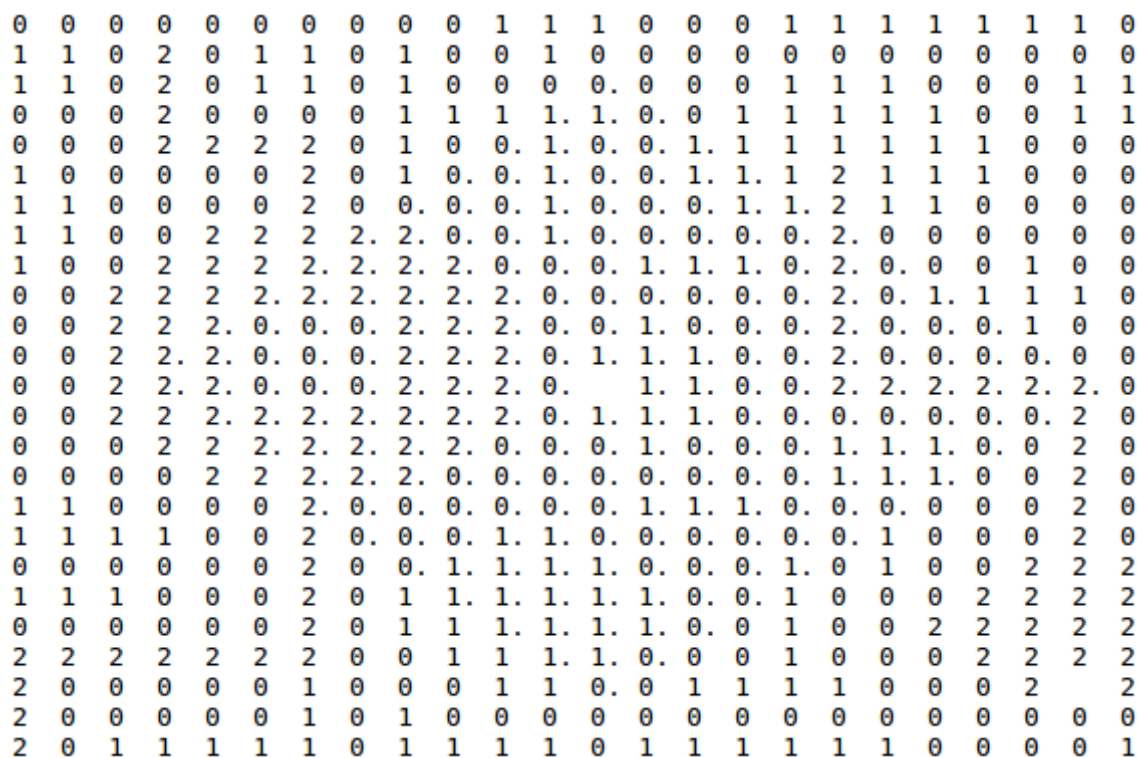 0 0 0 0 0 0 0 0 0 0 1 1 1 0 0 0 1 1 1 1 1 1 1 0
1 1 0 2 0 1 1 0 1 0 0 1 0 0 0 0 0 0 0 0 0 0 0 0
1 1 0 2 0 1 1 0 1 0 0 0 0. 0 0 0 1 1 1 0 0 0 1 1
0 0 0 2 0 0 0 0 1 1 1 1. 1. 0. 0 1 1 1 1 1 0 0 1 1
0 0 0 2 2 2 2 0 1 0 0. 1. 0. 0. 1. 1 1 1 1 1 1 0 0 0
1 0 0 0 0 0 2 0 1 0. 0. 1. 0. 0. 1. 1. 1 2 1 1 1 0 0 0
1 1 0 0 0 0 2 0 0. 0. 0. 1. 0. 0. 0. 1. 1. 2 1 1 0 0 0 0
1 1 0 0 2 2 2 2. 2. 0. 0. 1. 0. 0. 0. 0. 0. 2. 0 0 0 0 0 0
1 0 0 2 2 2 2. 2. 2. 2. 0. 0. 0. 1. 1. 1. 0. 2. 0. 0 0 1 0 0
0 0 2 2 2 2. 2. 2. 2. 2. 2. 0. 0. 0. 0. 0. 0. 2. 0. 1. 1 1 1 0
0 0 2 2 2. 0. 0. 0. 2. 2. 2. 0. 0. 1. 0. 0. 0. 2. 0. 0. 0. 1 0 0
0 0 2 2. 2. 0. 0. 0. 2. 2. 2. 0. 1. 1. 1. 0. 0. 2. 0. 0. 0. 0. 0 0
0 0 2 2. 2. 0. 0. 0. 2. 2. 2. 0. 1. 1. 0. 0. 2. 2. 2. 2. 2. 2. 0
0 0 2 2 2. 2. 2. 2. 2. 2. 2. 0. 1. 1. 1. 0. 0. 0. 0. 0. 0. 0. 2 0
0 0 0 2 2 2. 2. 2. 2. 2. 0. 0. 0. 1. 0. 0. 0. 1. 1. 1. 0. 0 2 0
0 0 0 0 2 2 2. 2. 2. 0. 0. 0. 0. 0. 0. 0. 0. 1. 1. 1. 0 0 2 0
1 1 0 0 0 0 2. 0. 0. 0. 0. 0. 0. 1. 1. 1. 0. 0. 0. 0 0 0 2 0
1 1 1 1 0 0 2 0. 0. 0. 1. 1. 0. 0. 0. 0. 0. 0. 1 0 0 0 2 0
0 0 0 0 0 0 2 0 0. 1. 1. 1. 1. 0. 0. 0. 1. 0 1 0 0 2 2 2
1 1 1 0 0 0 2 0 1 1. 1. 1. 1. 1. 0. 0. 1 0 0 0 2 2 2 2
0 0 0 0 0 0 2 0 1 1 1. 1. 1. 1. 0. 0 1 0 0 2 2 2 2 2
2 2 2 2 2 2 2 0 0 1 1 1. 1. 0. 0 0 1 0 0 0 2 2 2 2
2 0 0 0 0 0 1 0 0 0 1 1 0. 0 1 1 1 1 0 0 0 2 2
2 0 0 0 0 0 1 0 1 0 0 0 0 0 0 0 0 0 0 0 0 0 0 0
2 0 1 1 1 1 1 0 1 1 1 1 0 1 1 1 1 1 1 0 0 0 0 1